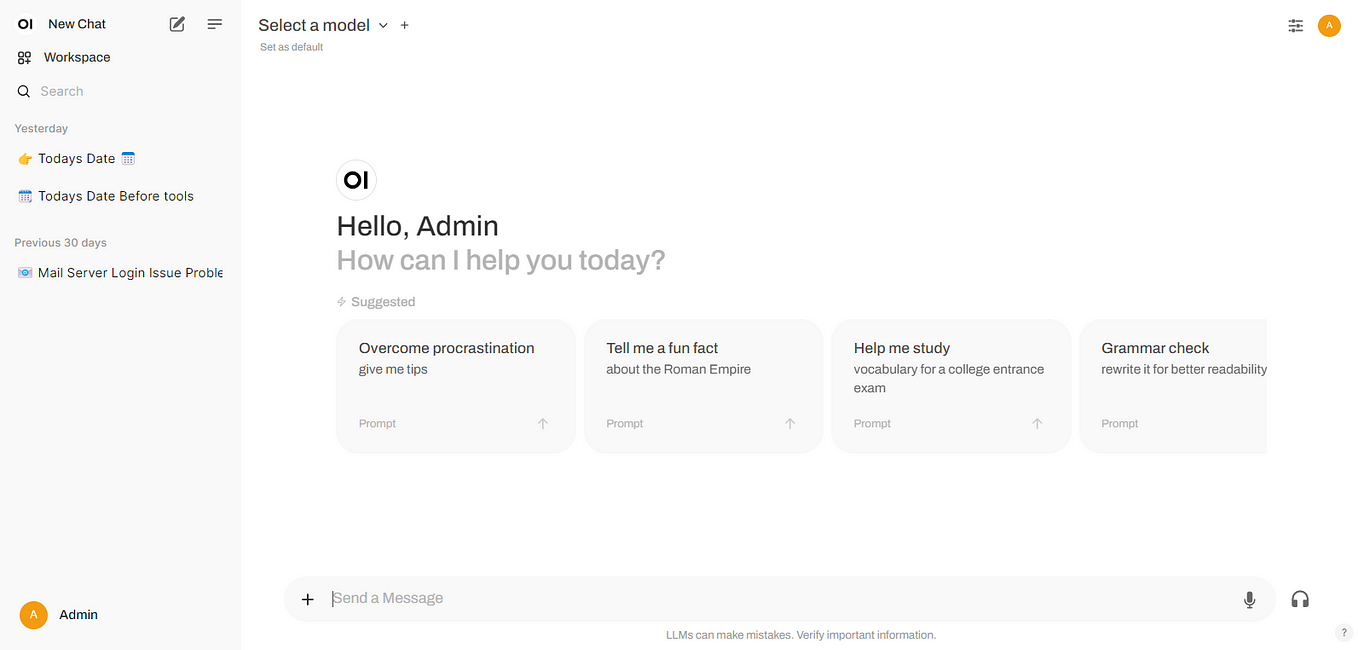 OI New Chat
Workspace
Search
Yesterday
Todays Date
Todays Date Before tools
Previous 30 days
Mail Server Login Issue Proble
Admin
A
Select a model
Set as default
A
OI
Hello, Admin
How can I help you today?
Suggested
Overcome procrastination
give me tips
Prompt
Tell me a fun fact
about the Roman Empire
Prompt
Help me study
vocabulary for a college entrance
exam
Prompt
Grammar check
rewrite it for better readability
Prompt
Send a Message
LLMs can make mistakes. Verify important information.
?